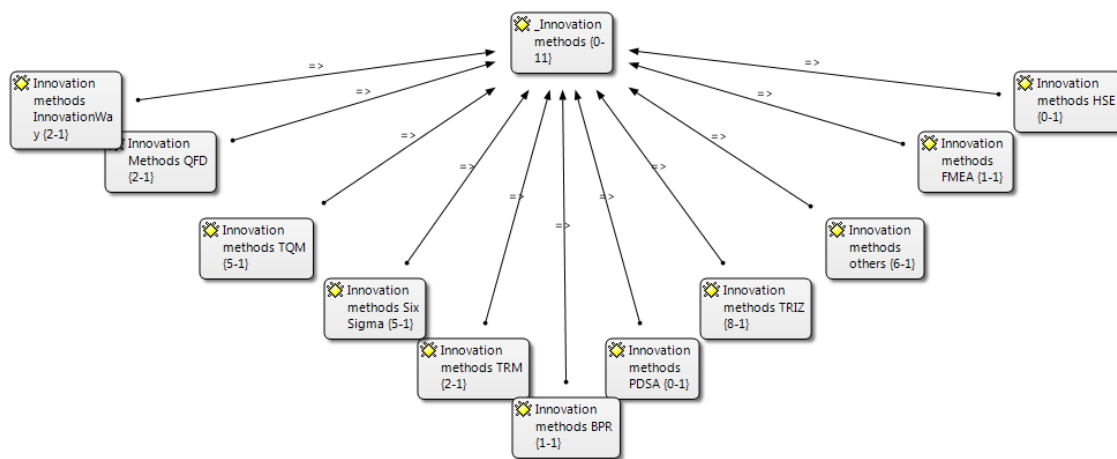 _Innovation
methods {0-
11}
Innovation
methods
InnovationWa
y {2-1}
Innovation
Methods QFD
{2-1}
Innovation
methods TQM
{5-1}
Innovation
methods Six
Sigma {5-1}
Innovation
methods TRM
{2-1}
Innovation
methods BPR
{1-1}
Innovation
methods
PDSA {0-1}
Innovation
methods TRIZ
{8-1}
Innovation
methods
others {6-1}
Innovation
methods
FMEA {1-1}
Innovation
methods HSE
{0-1}
=>
=>
=>
=>
=>
=>
=>
=>
=>
=>
=>